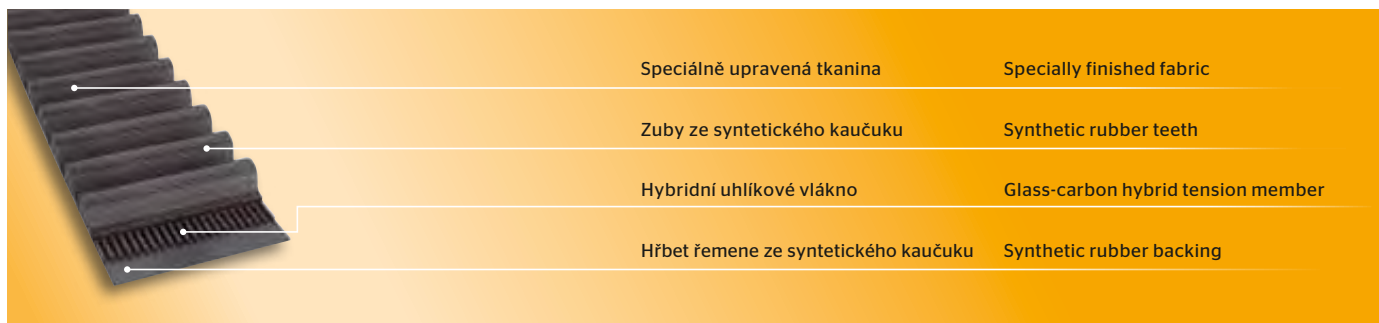 Speciálně upravená tkanina Specially finished fabric
Zuby ze syntetického kaučuku Synthetic rubber teeth
Hybridní uhlíkové vlákno Glass-carbon hybrid tension member
Hřbet řemene ze syntetického kaučuku Synthetic rubber backing